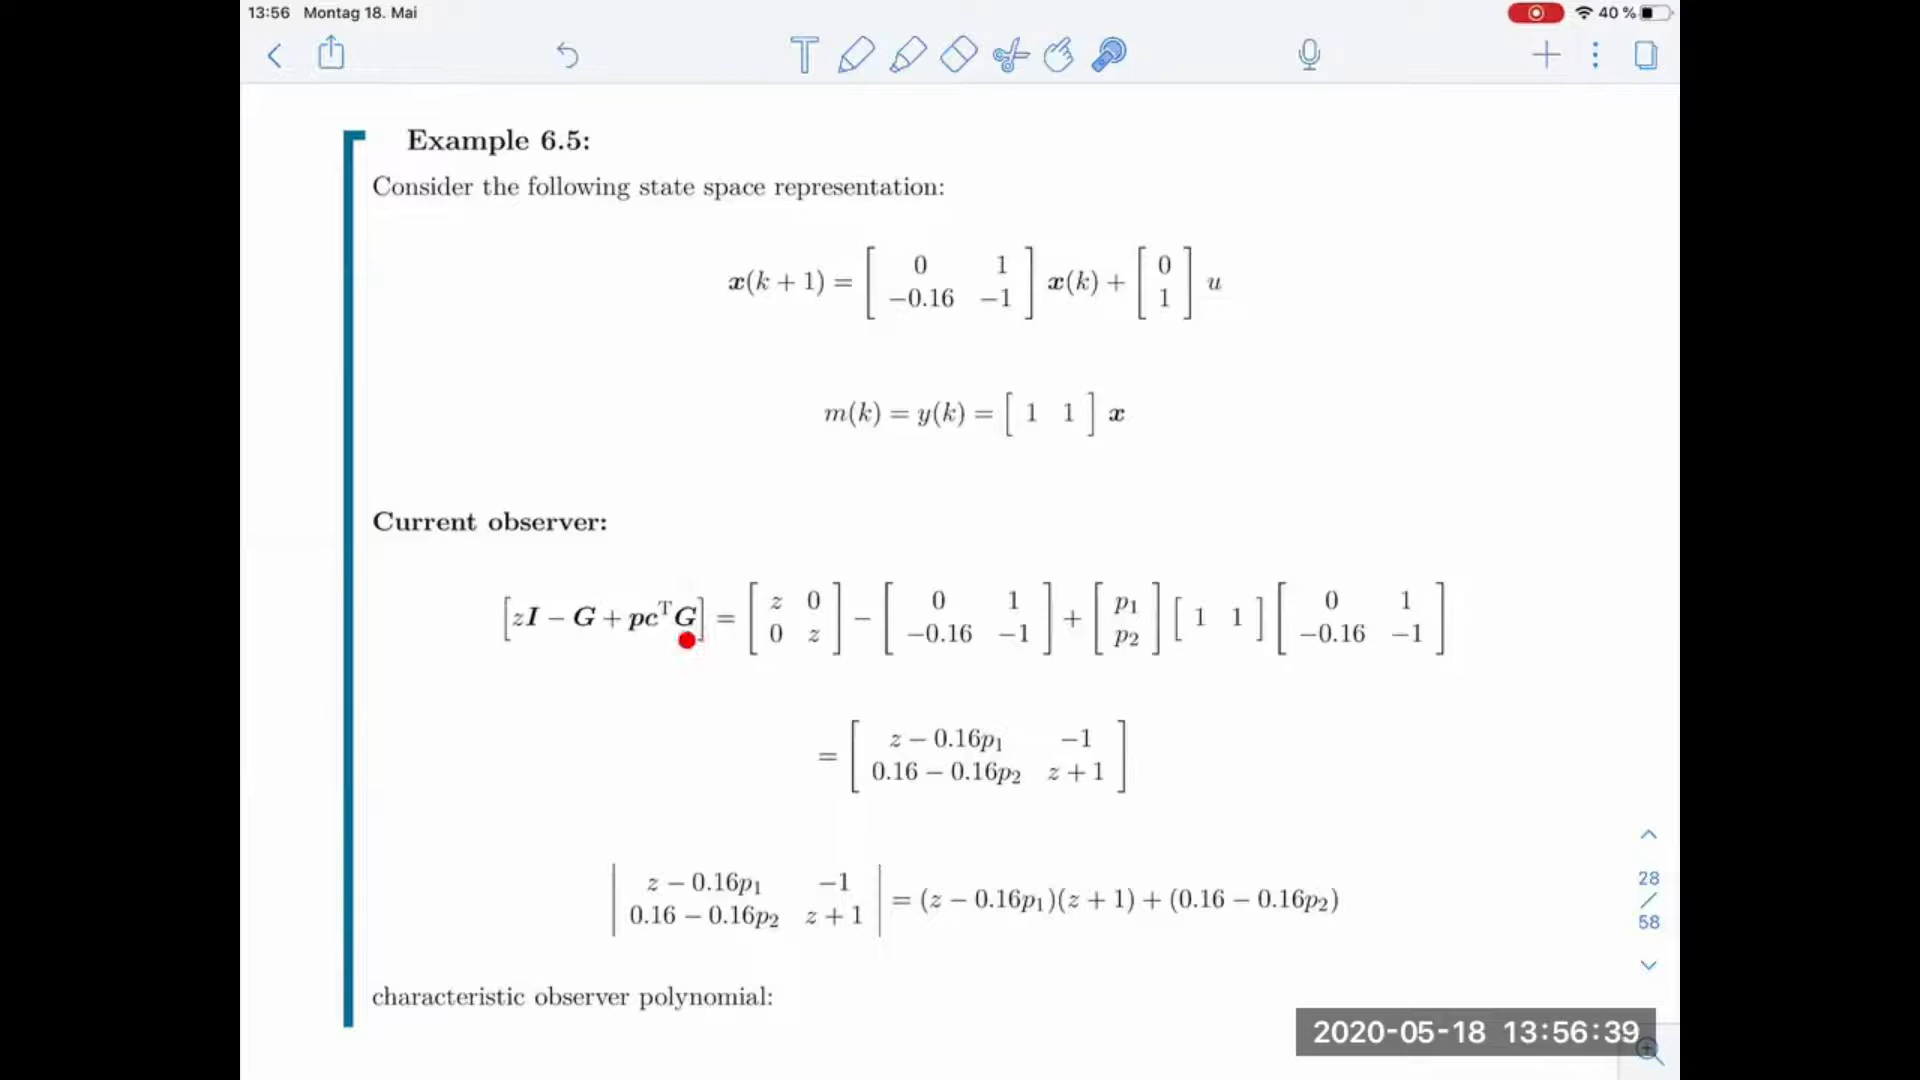 13:56 Montag 18. Mai
40 %
Example 6.5:
Consider the following state space representation:
x(k + 1) = [ 0 1 ; −0.16 −1 ] x(k) + [ 0 ; 1 ] u
m(k) = y(k) = [ 1 1 ] x
Current observer:
[zI − G + pcᵀG] = [ z 0 ; 0 z ] − [ 0 1 ; −0.16 −1 ] + [ p₁ ; p₂ ] [ 1 1 ] [ 0 1 ; −0.16 −1 ]
= [ z − 0.16p₁ −1 ; 0.16 − 0.16p₂ z + 1 ]
| z − 0.16p₁ −1 ; 0.16 − 0.16p₂ z + 1 | = (z − 0.16p₁)(z + 1) + (0.16 − 0.16p₂)
characteristic observer polynomial:
28
/
58
2020-05-18 13:56:39